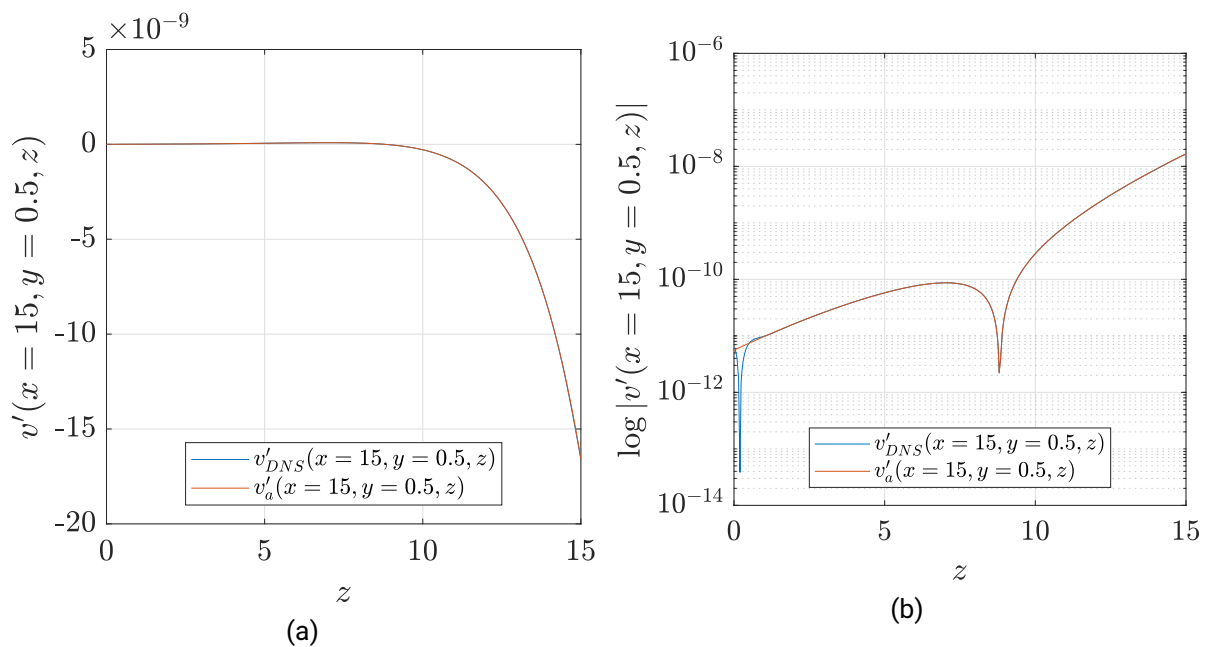 ×10⁻⁹
5
0
-5
-10
-15
-20
0 5 10 15
z
v′(x = 15, y = 0.5, z)
v′_DNS(x = 15, y = 0.5, z)
v′_a(x = 15, y = 0.5, z)
(a)
10⁻⁶
10⁻⁸
10⁻¹⁰
10⁻¹²
10⁻¹⁴
0 5 10 15
z
log |v′(x = 15, y = 0.5, z)|
v′_DNS(x = 15, y = 0.5, z)
v′_a(x = 15, y = 0.5, z)
(b)